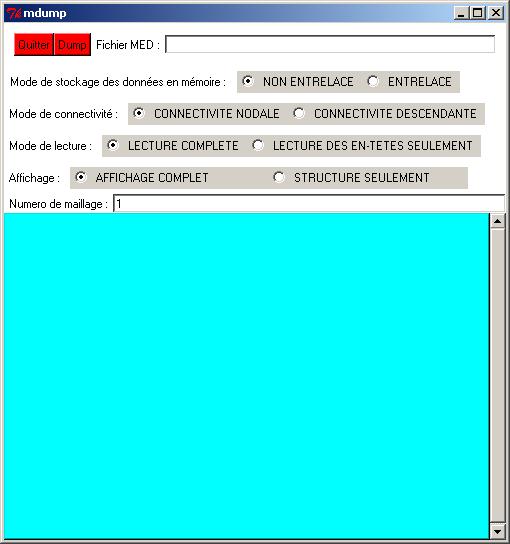 mdump
Quitter Dump Fichier MED :
Mode de stockage des données en mémoire : NON ENTRELACE ENTRELACE
Mode de connectivité : CONNECTIVITE NODALE CONNECTIVITE DESCENDANTE
Mode de lecture : LECTURE COMPLETE LECTURE DES EN-TETES SEULEMENT
Affichage : AFFICHAGE COMPLET STRUCTURE SEULEMENT
Numero de maillage : 1